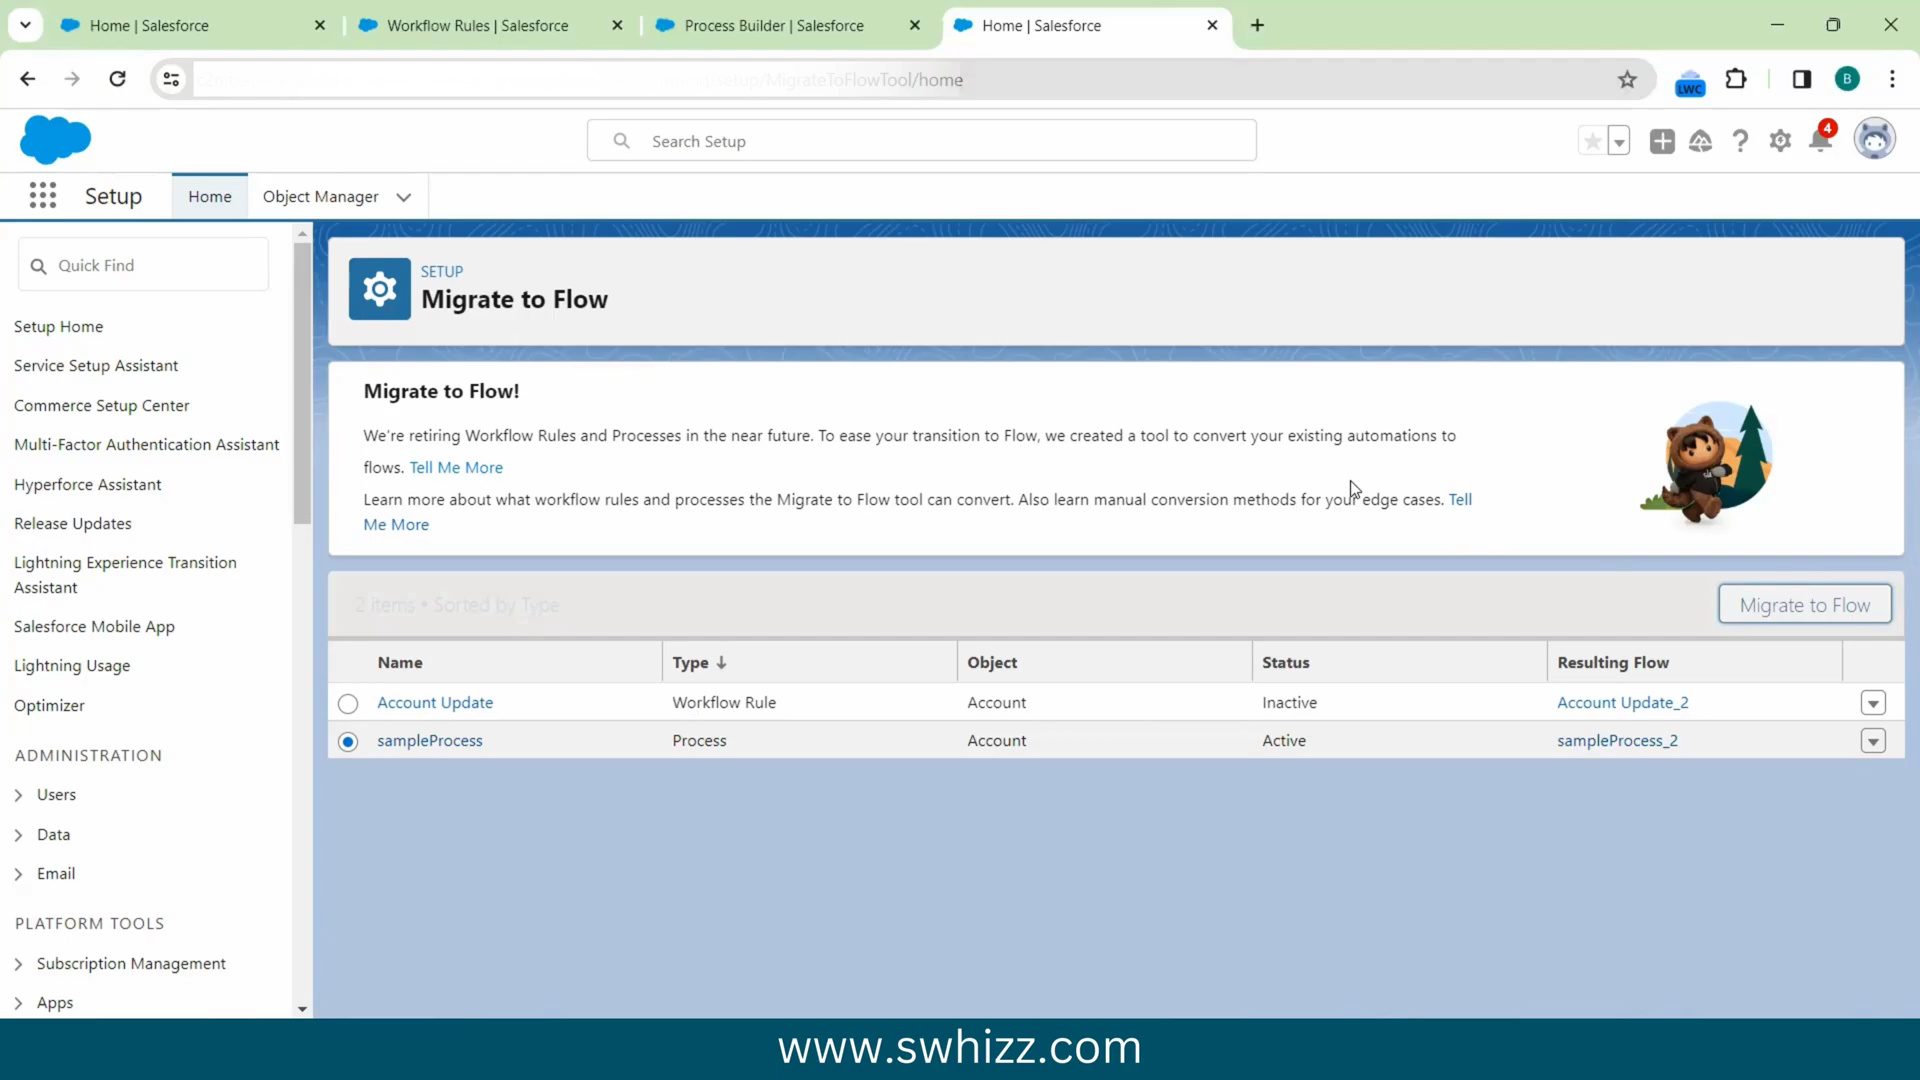 Home | Salesforce
Workflow Rules | Salesforce
Process Builder | Salesforce
Home | Salesforce
setup/MigrateToFlowTool/home
LWC
B
Search Setup
4
Setup
Home
Object Manager
Quick Find
Setup Home
Service Setup Assistant
Commerce Setup Center
Multi-Factor Authentication Assistant
Hyperforce Assistant
Release Updates
Lightning Experience Transition
Assistant
Salesforce Mobile App
Lightning Usage
Optimizer
ADMINISTRATION
Users
Data
Email
PLATFORM TOOLS
Subscription Management
Apps
SETUP
Migrate to Flow
Migrate to Flow!
We're retiring Workflow Rules and Processes in the near future. To ease your transition to Flow, we created a tool to convert your existing automations to
flows. Tell Me More
Learn more about what workflow rules and processes the Migrate to Flow tool can convert. Also learn manual conversion methods for your edge cases. Tell
Me More
2 items • Sorted by Type
Migrate to Flow
Name Type Object Status Resulting Flow
Account Update Workflow Rule Account Inactive Account Update_2
sampleProcess Process Account Active sampleProcess_2
www.swhizz.com